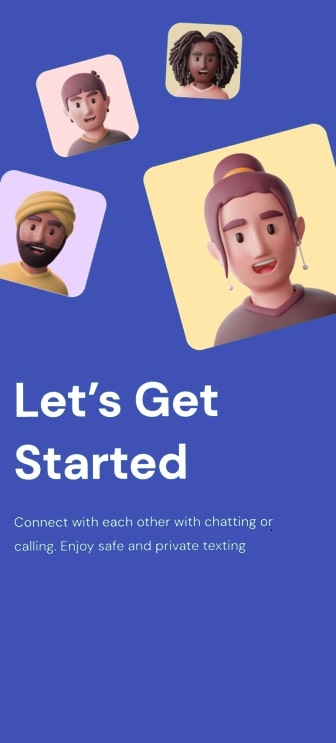 Let’s Get
Started
Connect with each other with chatting or
calling. Enjoy safe and private texting